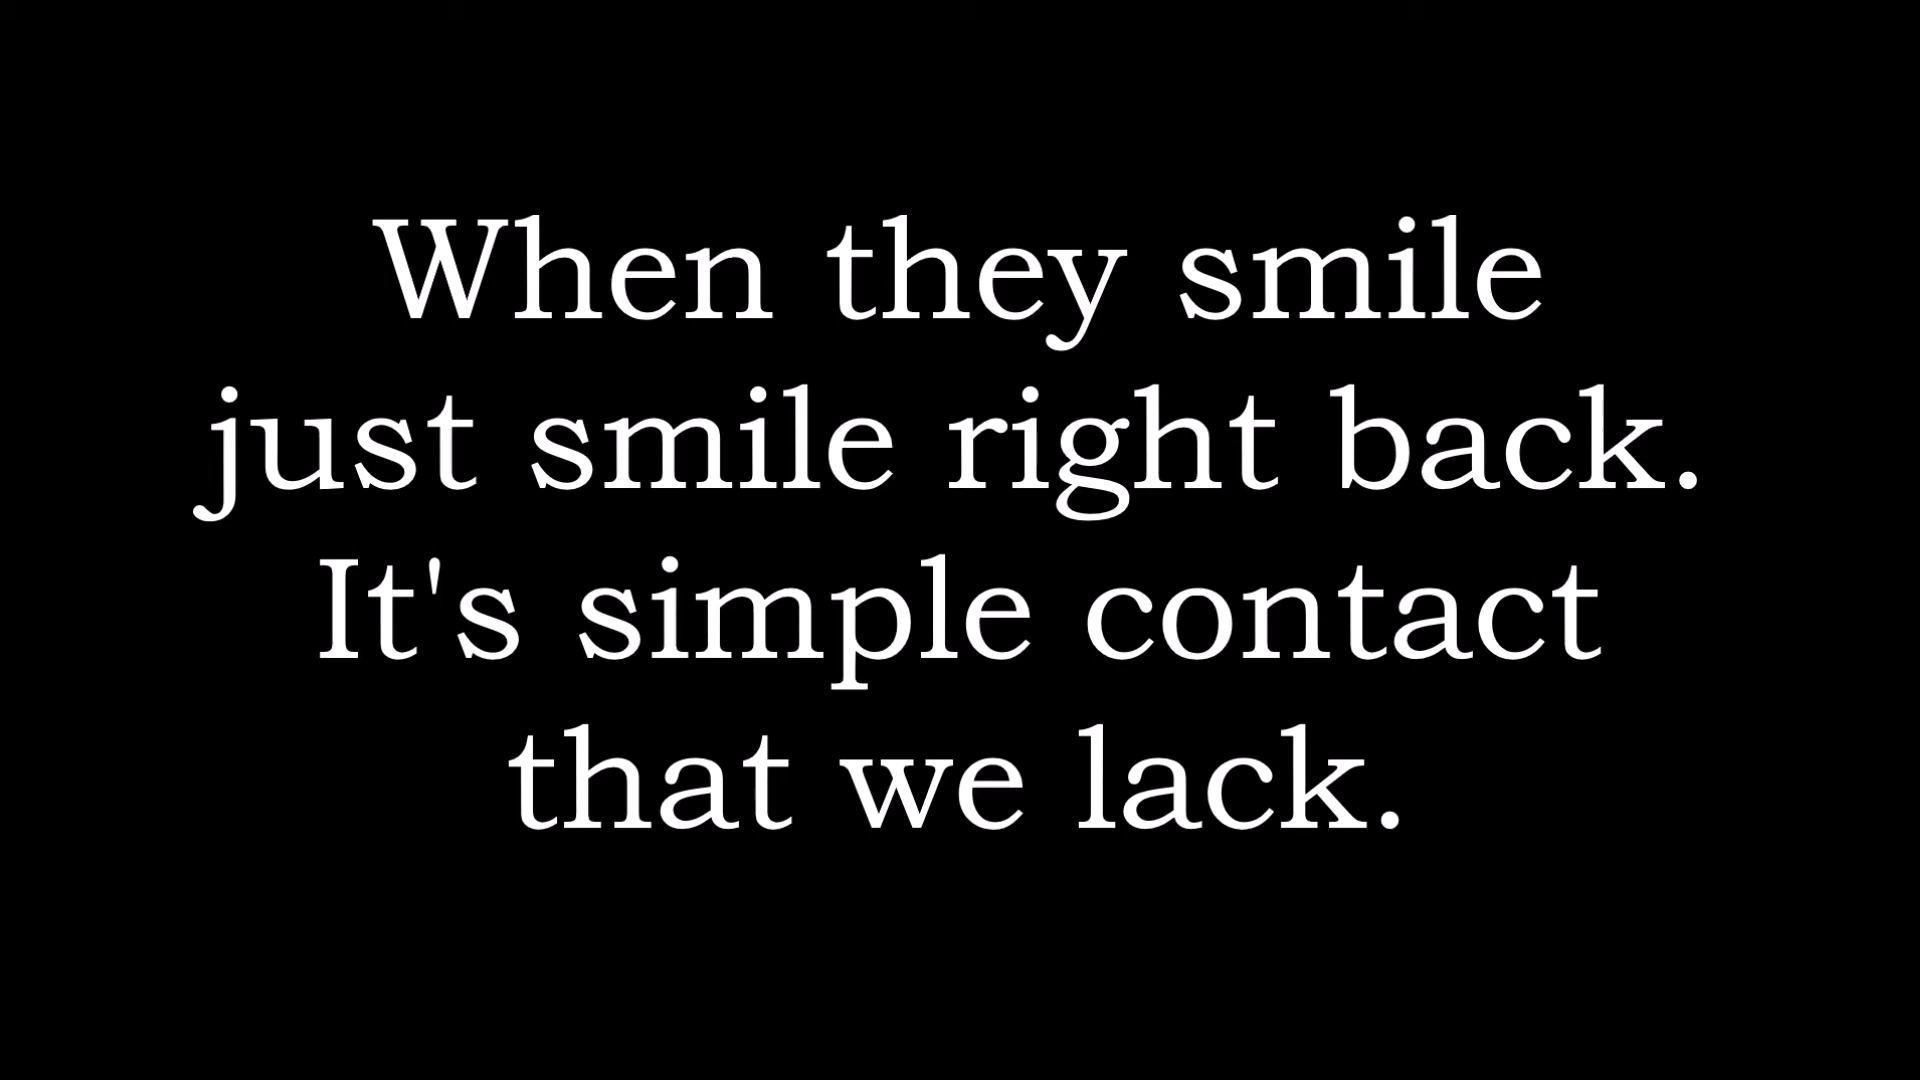 When they smile
just smile right back.
It's simple contact
that we lack.